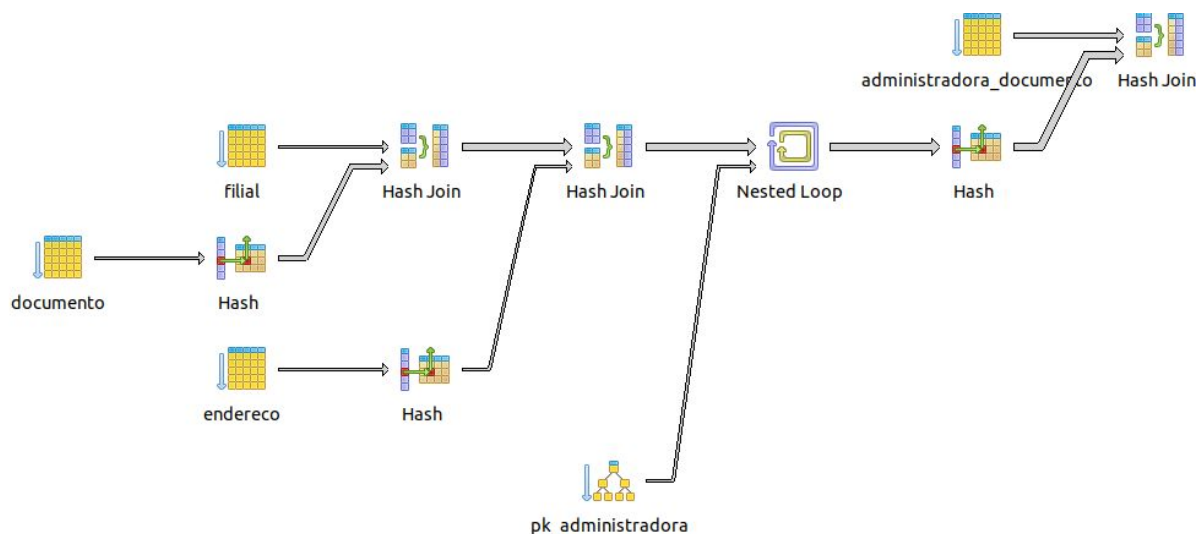 administradora_documento
Hash Join
filial
Hash Join
Hash Join
Nested Loop
Hash
documento
Hash
endereco
Hash
pk_administradora